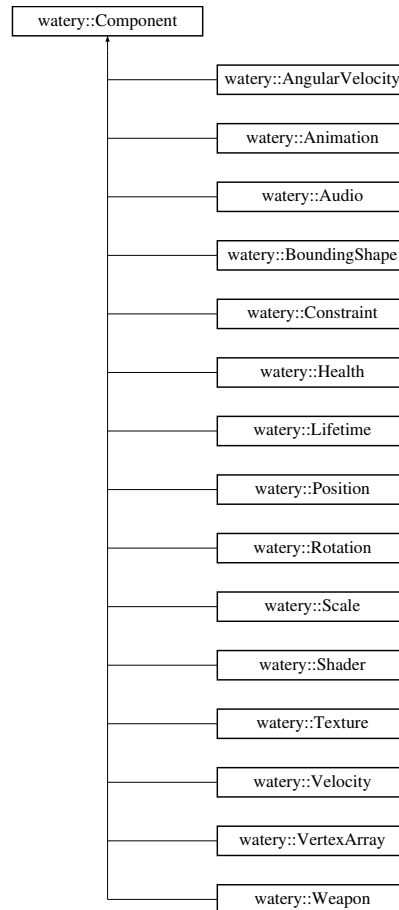 watery::Component
watery::AngularVelocity
watery::Animation
watery::Audio
watery::BoundingShape
watery::Constraint
watery::Health
watery::Lifetime
watery::Position
watery::Rotation
watery::Scale
watery::Shader
watery::Texture
watery::Velocity
watery::VertexArray
watery::Weapon